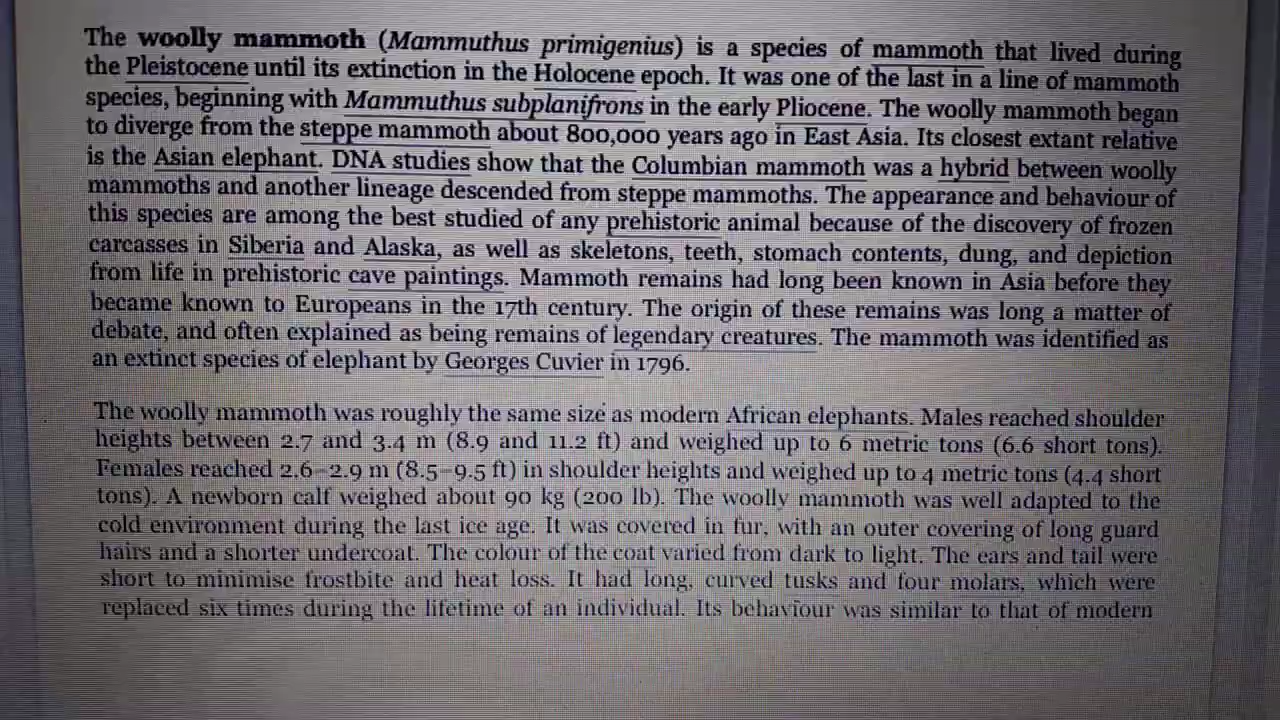 The woolly mammoth (Mammuthus primigenius) is a species of mammoth that lived during
the Pleistocene until its extinction in the Holocene epoch. It was one of the last in a line of mammoth
species, beginning with Mammuthus subplanifrons in the early Pliocene. The woolly mammoth began
to diverge from the steppe mammoth about 800,000 years ago in East Asia. Its closest extant relative
is the Asian elephant. DNA studies show that the Columbian mammoth was a hybrid between woolly
mammoths and another lineage descended from steppe mammoths. The appearance and behaviour of
this species are among the best studied of any prehistoric animal because of the discovery of frozen
carcasses in Siberia and Alaska, as well as skeletons, teeth, stomach contents, dung, and depiction
from life in prehistoric cave paintings. Mammoth remains had long been known in Asia before they
became known to Europeans in the 17th century. The origin of these remains was long a matter of
debate, and often explained as being remains of legendary creatures. The mammoth was identified as
an extinct species of elephant by Georges Cuvier in 1796.
The woolly mammoth was roughly the same size as modern African elephants. Males reached shoulder
heights between 2.7 and 3.4 m (8.9 and 11.2 ft) and weighed up to 6 metric tons (6.6 short tons).
Females reached 2.6–2.9 m (8.5–9.5 ft) in shoulder heights and weighed up to 4 metric tons (4.4 short
tons). A newborn calf weighed about 90 kg (200 lb). The woolly mammoth was well adapted to the
cold environment during the last ice age. It was covered in fur, with an outer covering of long guard
hairs and a shorter undercoat. The colour of the coat varied from dark to light. The ears and tail were
short to minimise frostbite and heat loss. It had long, curved tusks and four molars, which were
replaced six times during the lifetime of an individual. Its behaviour was similar to that of modern